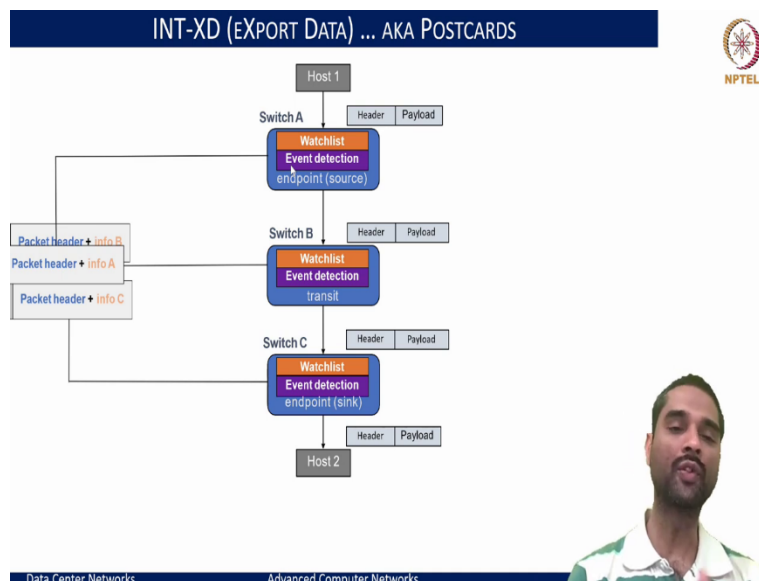 INT-XD (EXPORT DATA) ... AKA POSTCARDS
NPTEL
Host 1
Switch A
Header Payload
Watchlist
Event detection
endpoint (source)
Switch B
Header Payload
Packet header + info B
Packet header + info A
Packet header + info C
Watchlist
Event detection
transit
Switch C
Header Payload
Watchlist
Event detection
endpoint (sink)
Header Payload
Host 2
Data Center Networks Advanced Computer Networks